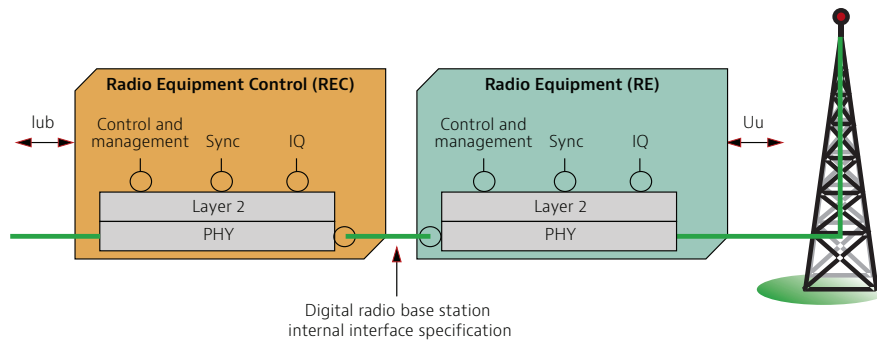 Radio Equipment Control (REC)
Radio Equipment (RE)
Iub
Uu
Control and
management
Sync
IQ
Control and
management
Sync
IQ
Layer 2
PHY
Layer 2
PHY
Digital radio base station
internal interface specification